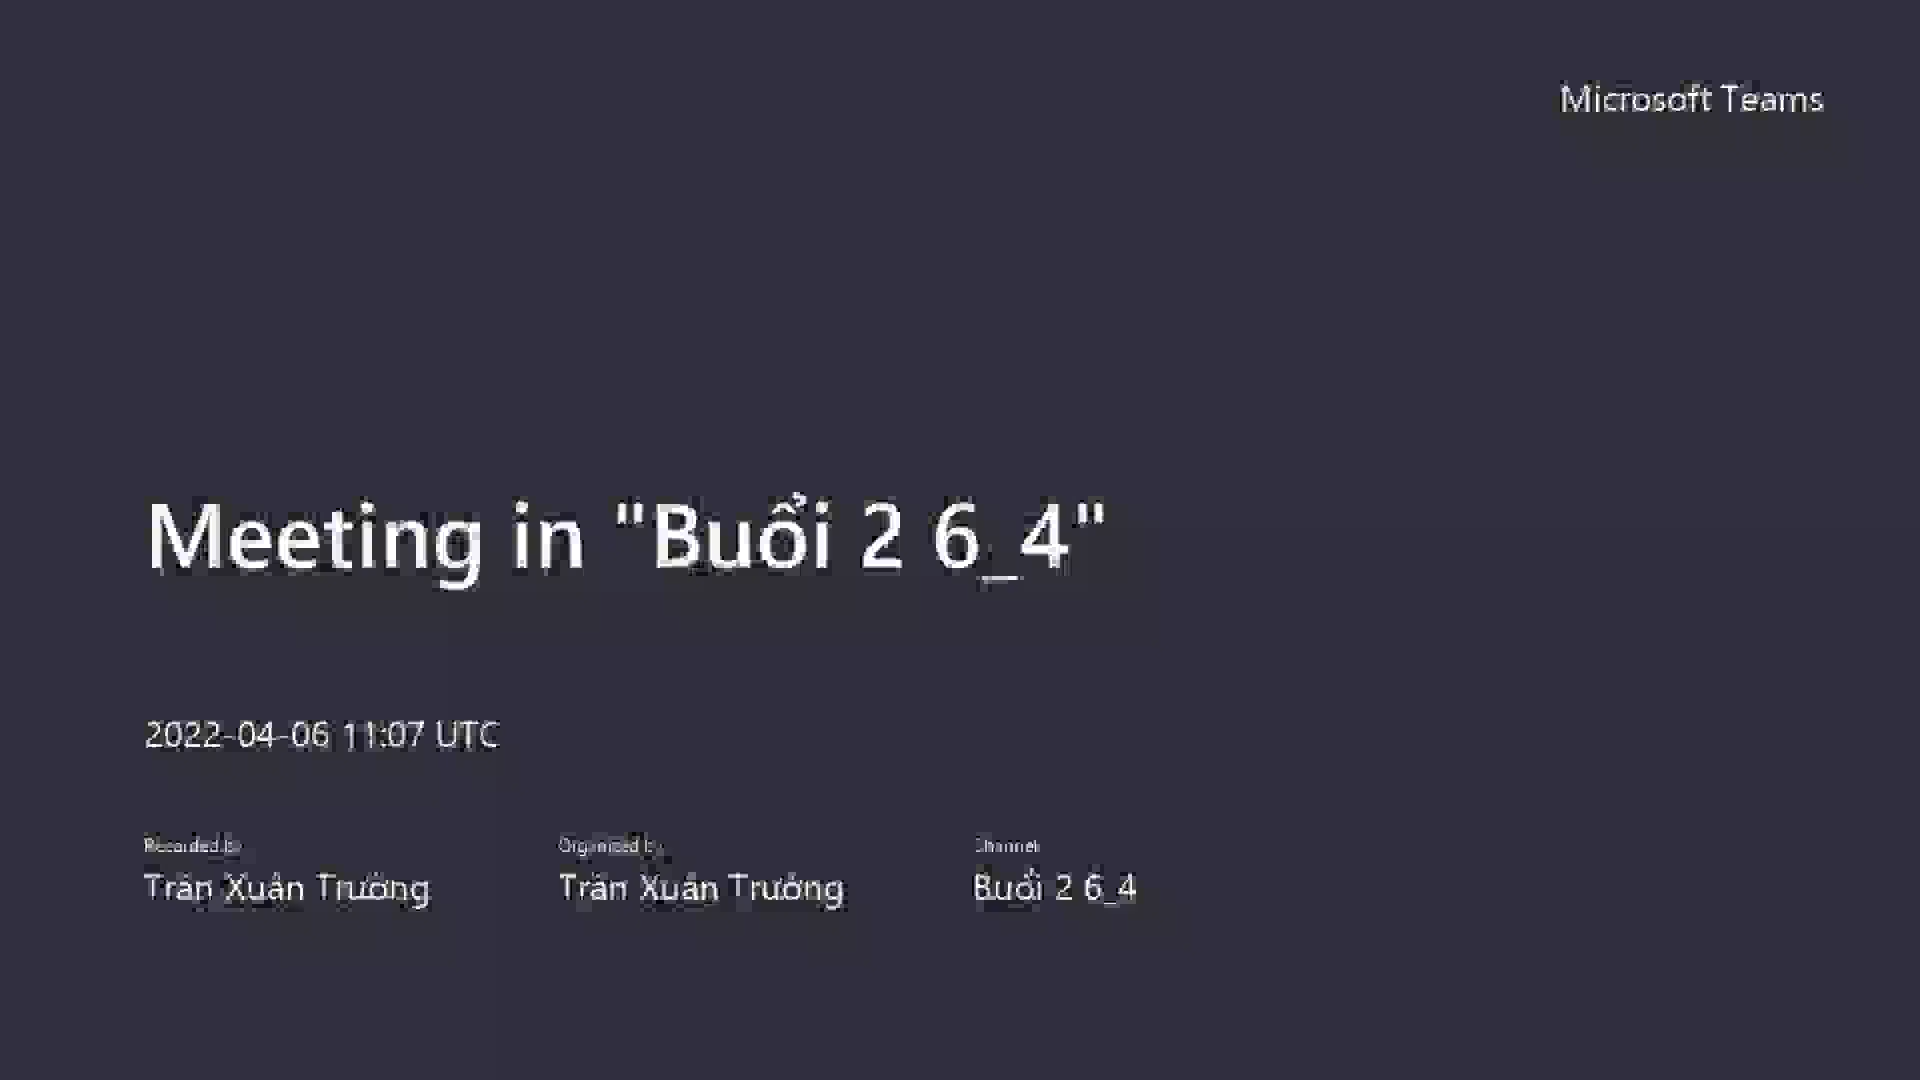 Microsoft Teams
Meeting in "Buổi 2 6_4"
2022-04-06 11:07 UTC
Recorded by
Organized by
Channel
Trần Xuân Trường
Trần Xuân Trường
Buổi 2 6_4